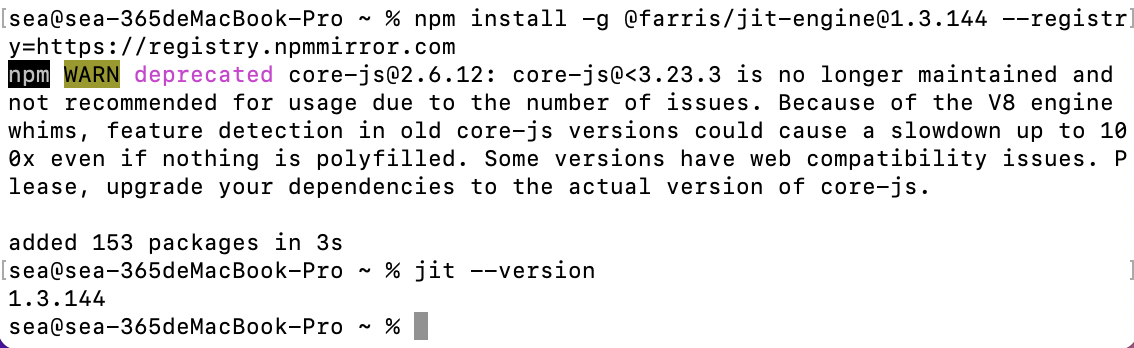 [sea@sea-365deMacBook-Pro ~ % npm install -g @farris/jit-engine@1.3.144 --registr]
y=https://registry.npmmirror.com
npm WARN deprecated core-js@2.6.12: core-js@<3.23.3 is no longer maintained and
not recommended for usage due to the number of issues. Because of the V8 engine
whims, feature detection in old core-js versions could cause a slowdown up to 10
0x even if nothing is polyfilled. Some versions have web compatibility issues. P
lease, upgrade your dependencies to the actual version of core-js.
added 153 packages in 3s
[sea@sea-365deMacBook-Pro ~ % jit --version ]
1.3.144
sea@sea-365deMacBook-Pro ~ %